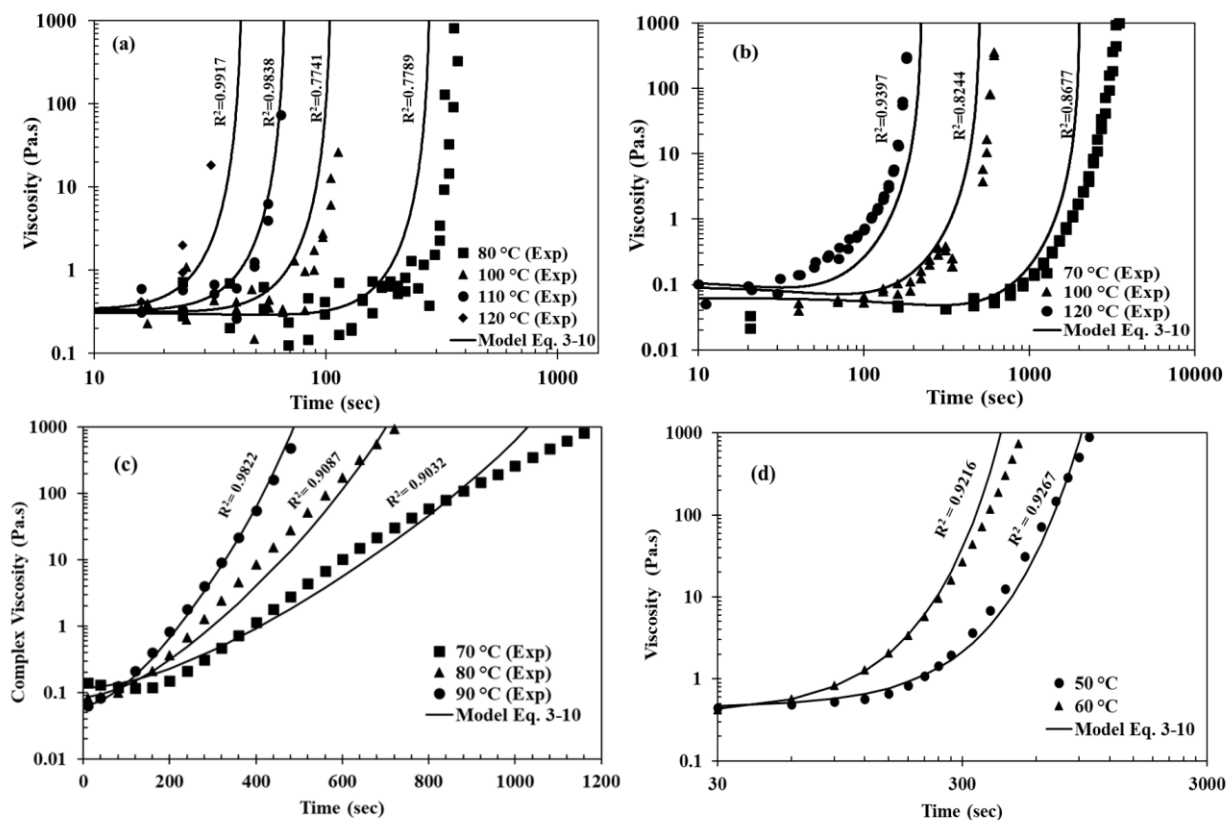 (a)
1000
100
10
1
0.1
Viscosity (Pa.s)
R²=0.9917
R²=0.9838
R²=0.7741
R²=0.7789
80 °C (Exp)
100 °C (Exp)
110 °C (Exp)
120 °C (Exp)
Model Eq. 3-10
10 100 1000
Time (sec)
(b)
1000
100
10
1
0.1
0.01
Viscosity (Pa.s)
R²=0.9397
R²=0.8244
R²=0.8677
70 °C (Exp)
100 °C (Exp)
120 °C (Exp)
Model Eq. 3-10
10 100 1000 10000
Time (sec)
(c)
1000
100
10
1
0.1
0.01
Complex Viscosity (Pa.s)
R²= 0.9822
R²= 0.9087
R²= 0.9032
70 °C (Exp)
80 °C (Exp)
90 °C (Exp)
Model Eq. 3-10
0 200 400 600 800 1000 1200
Time (sec)
(d)
1000
100
10
1
0.1
Viscosity (Pa.s)
R² = 0.9216
R² = 0.9267
50 °C
60 °C
Model Eq. 3-10
30 300 3000
Time (sec)